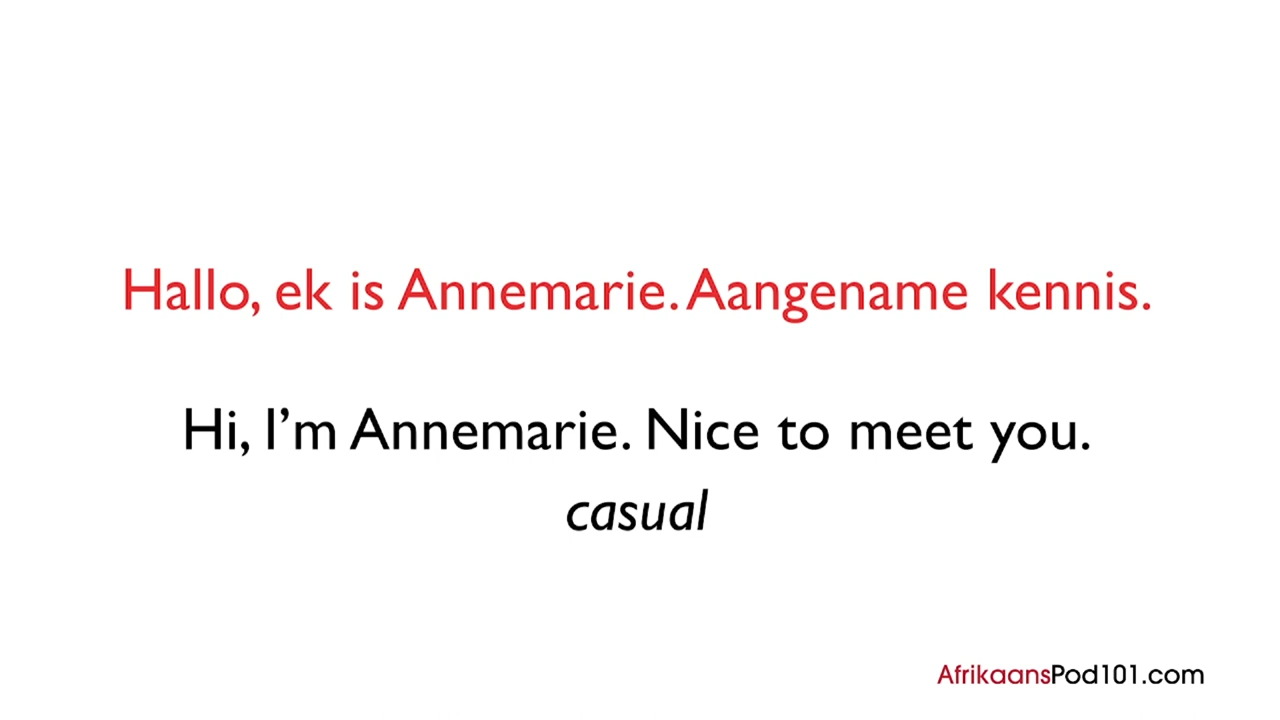 Hallo, ek is Annemarie. Aangename kennis.
Hi, I’m Annemarie. Nice to meet you.
casual
AfrikaansPod101.com